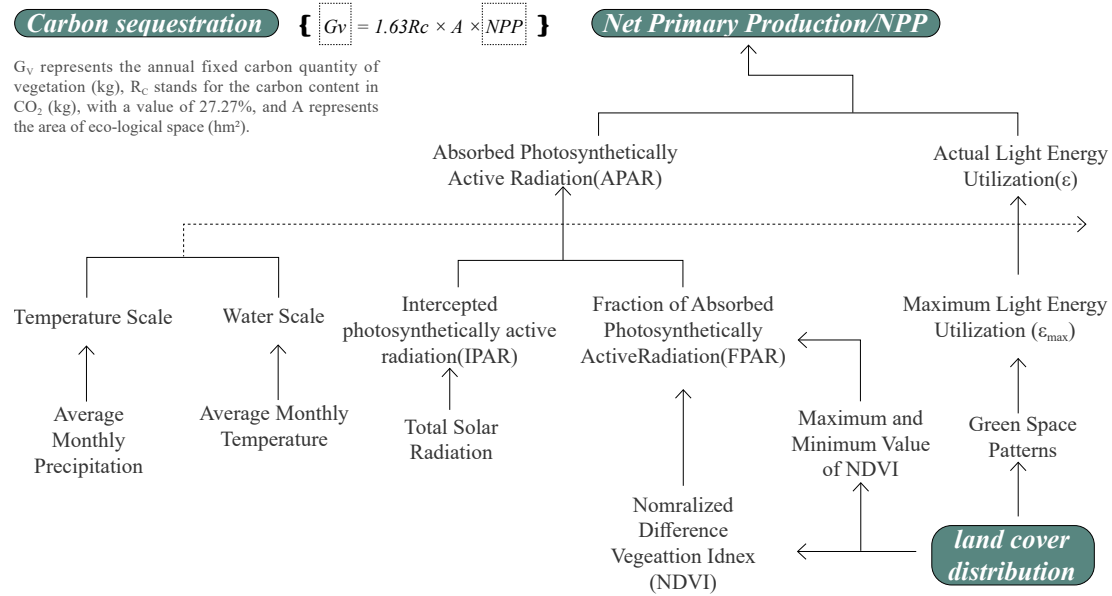 Carbon sequestration
{ Gv = 1.63Rc × A × NPP }
Net Primary Production/NPP
G_V represents the annual fixed carbon quantity of
vegetation (kg), R_C stands for the carbon content in
CO₂ (kg), with a value of 27.27%, and A represents
the area of eco-logical space (hm²).
Absorbed Photosynthetically
Active Radiation(APAR)
Actual Light Energy
Utilization(ε)
Temperature Scale
Water Scale
Intercepted
photosynthetically active
radiation(IPAR)
Fraction of Absorbed
Photosynthetically
ActiveRadiation(FPAR)
Maximum Light Energy
Utilization (ε_max)
Average
Monthly
Precipitation
Average Monthly
Temperature
Total Solar
Radiation
Maximum and
Minimum Value
of NDVI
Green Space
Patterns
Nomralized
Difference
Vegeattion Idnex
(NDVI)
land cover
distribution